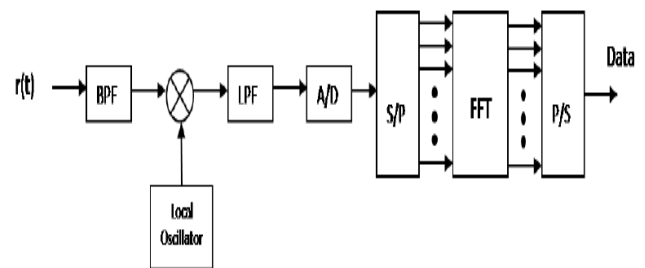 r(t)
BPF
LPF
A/D
S/P
FFT
P/S
Data
Local
Oscillator